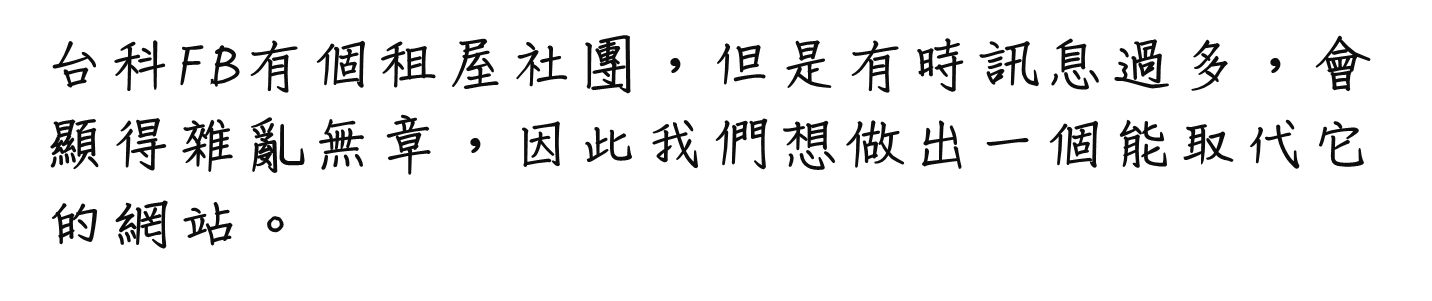 台科FB有個租屋社團，但是有時訊息過多，會
顯得雜亂無章，因此我們想做出一個能取代它
的網站。